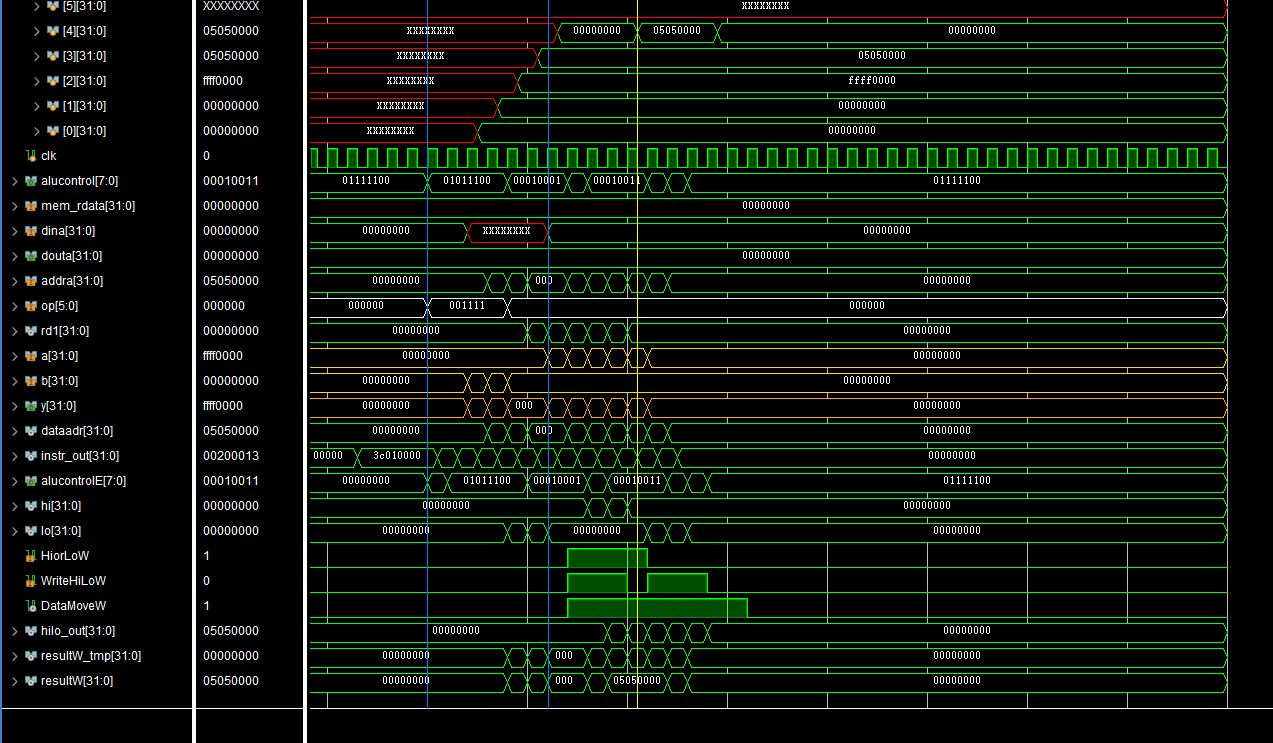 [5][31:0] XXXXXXXX XXXXXXXX
[4][31:0] 05050000 XXXXXXXX 00000000 05050000 00000000
[3][31:0] 05050000 XXXXXXXX 05050000
[2][31:0] ffff0000 XXXXXXXX ffff0000
[1][31:0] 00000000 XXXXXXXX 00000000
[0][31:0] 00000000 XXXXXXXX 00000000
clk 0
alucontrol[7:0] 00010011 01111100 01011100 00010001 00010011 01111100
mem_rdata[31:0] 00000000 00000000
dina[31:0] 00000000 00000000 XXXXXXXX 00000000
douta[31:0] 00000000 00000000
addra[31:0] 05050000 00000000 000 00000000
op[5:0] 000000 000000 001111 000000
rd1[31:0] 00000000 00000000 00000000
a[31:0] ffff0000 00000000 00000000
b[31:0] 00000000 00000000 00000000
y[31:0] ffff0000 00000000 000 00000000
dataadr[31:0] 05050000 00000000 000 00000000
instr_out[31:0] 00200013 00000 3c010000 00000000
alucontrolE[7:0] 00010011 00000000 01011100 00010001 00010011 01111100
hi[31:0] 00000000 00000000 00000000
lo[31:0] 00000000 00000000 00000000 00000000
HiorLoW 1
WriteHiLoW 0
DataMoveW 1
hilo_out[31:0] 05050000 00000000 00000000
resultW_tmp[31:0] 00000000 00000000 000 00000000
resultW[31:0] 05050000 00000000 000 05050000 00000000